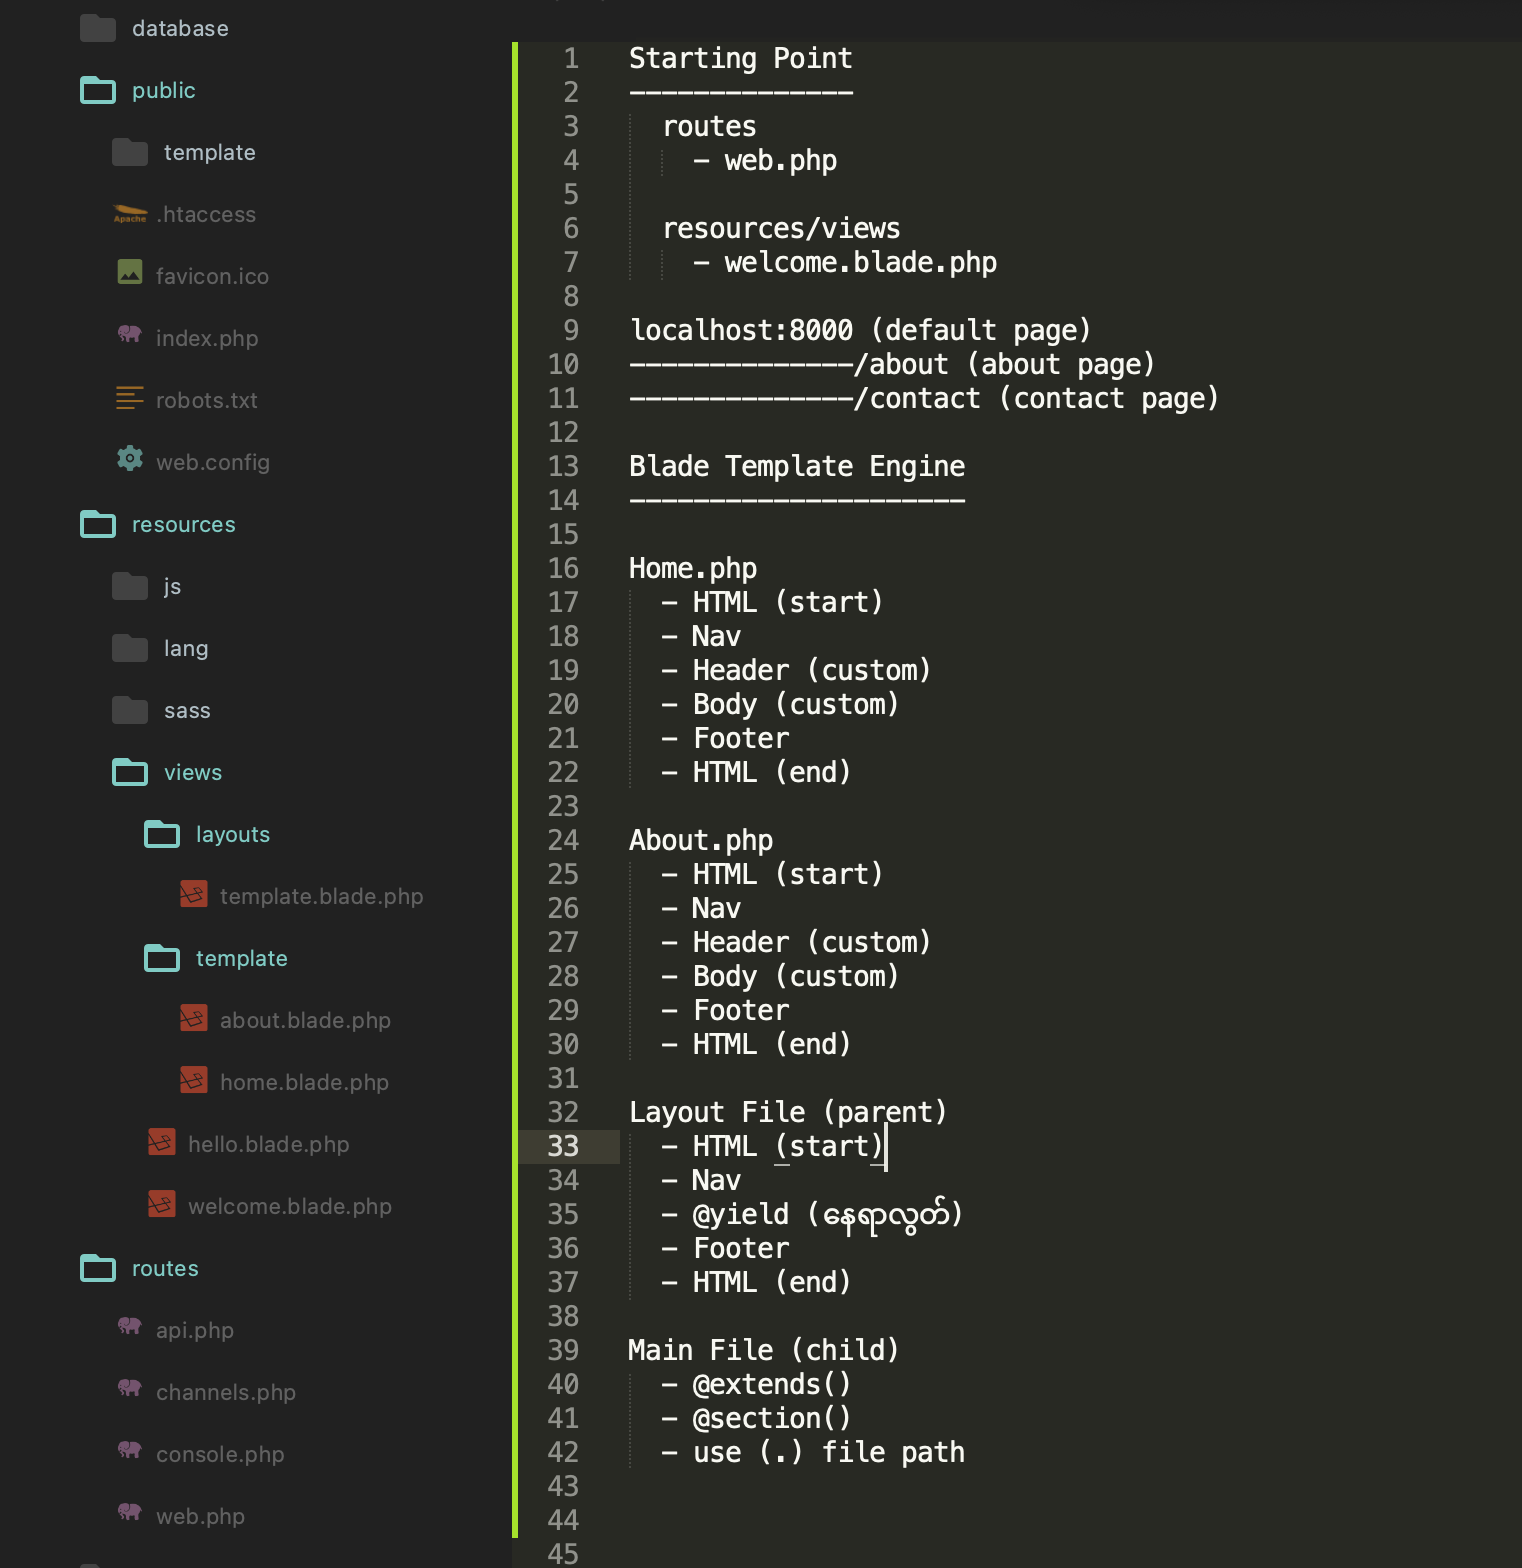 database
public
template
Apache .htaccess
favicon.ico
index.php
robots.txt
web.config
resources
js
lang
sass
views
layouts
template.blade.php
template
about.blade.php
home.blade.php
hello.blade.php
welcome.blade.php
routes
api.php
channels.php
console.php
web.php
1 Starting Point
2 --------------
3 routes
4 - web.php
5
6 resources/views
7 - welcome.blade.php
8
9 localhost:8000 (default page)
10 --------------/about (about page)
11 --------------/contact (contact page)
12
13 Blade Template Engine
14 ---------------------
15
16 Home.php
17 - HTML (start)
18 - Nav
19 - Header (custom)
20 - Body (custom)
21 - Footer
22 - HTML (end)
23
24 About.php
25 - HTML (start)
26 - Nav
27 - Header (custom)
28 - Body (custom)
29 - Footer
30 - HTML (end)
31
32 Layout File (parent)
33 - HTML (start)
34 - Nav
35 - @yield (နေရာလွတ်)
36 - Footer
37 - HTML (end)
38
39 Main File (child)
40 - @extends()
41 - @section()
42 - use (.) file path
43
44
45